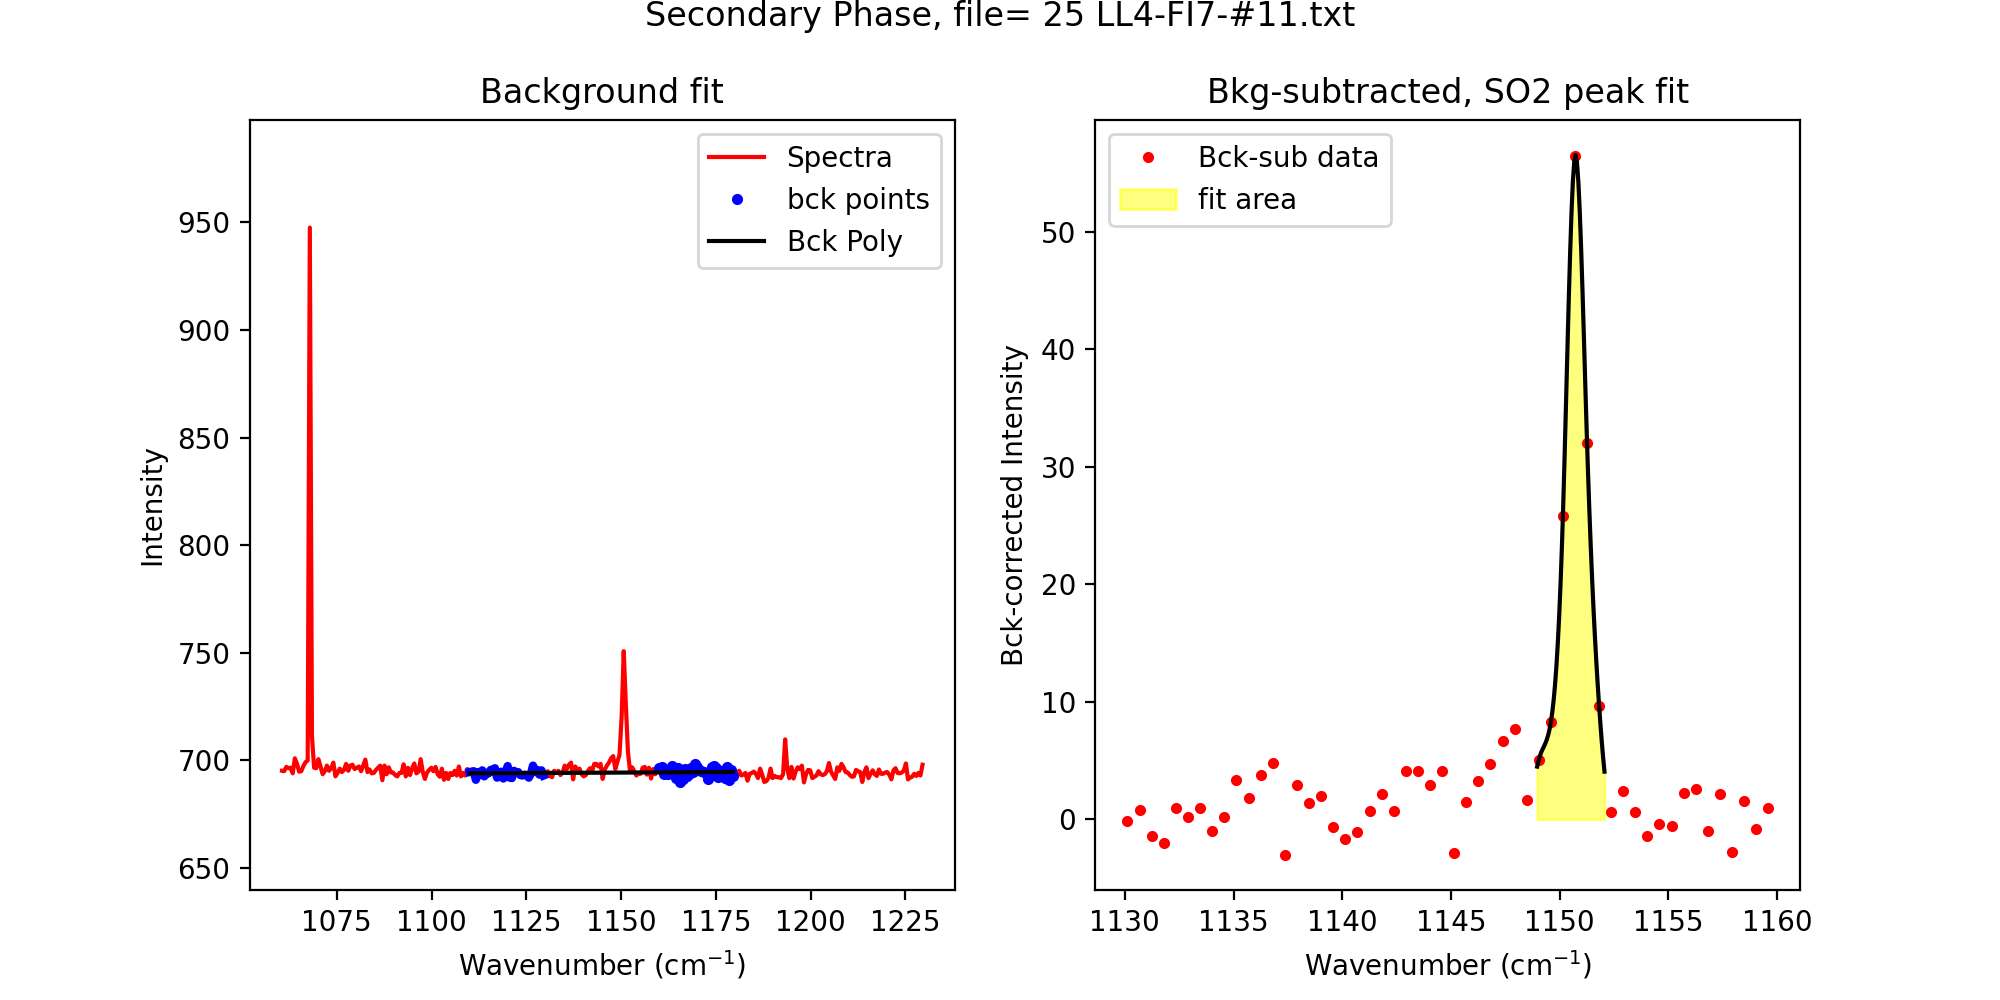 Secondary Phase, file= 25 LL4-FI7-#11.txt
Background fit
Spectra
bck points
Bck Poly
950
900
850
800
750
700
650
Intensity
1075 1100 1125 1150 1175 1200 1225
Wavenumber (cm⁻¹)
Bkg-subtracted, SO2 peak fit
Bck-sub data
fit area
50
40
30
20
10
0
Bck-corrected Intensity
1130 1135 1140 1145 1150 1155 1160
Wavenumber (cm⁻¹)